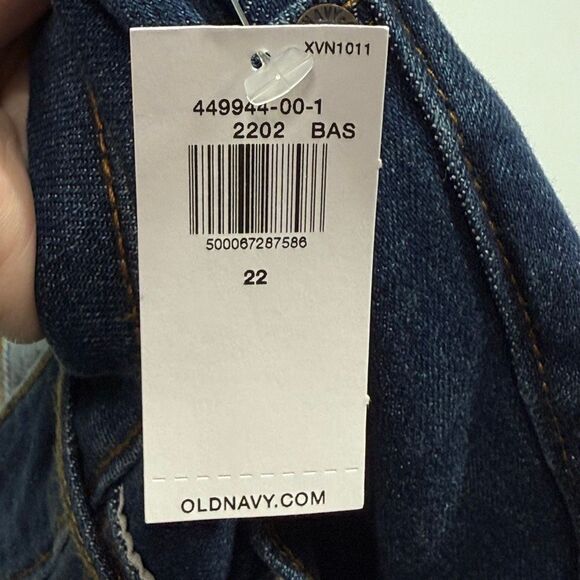 XVN1011
449944-00-1
2202 BAS
500067287586
22
OLDNAVY.COM